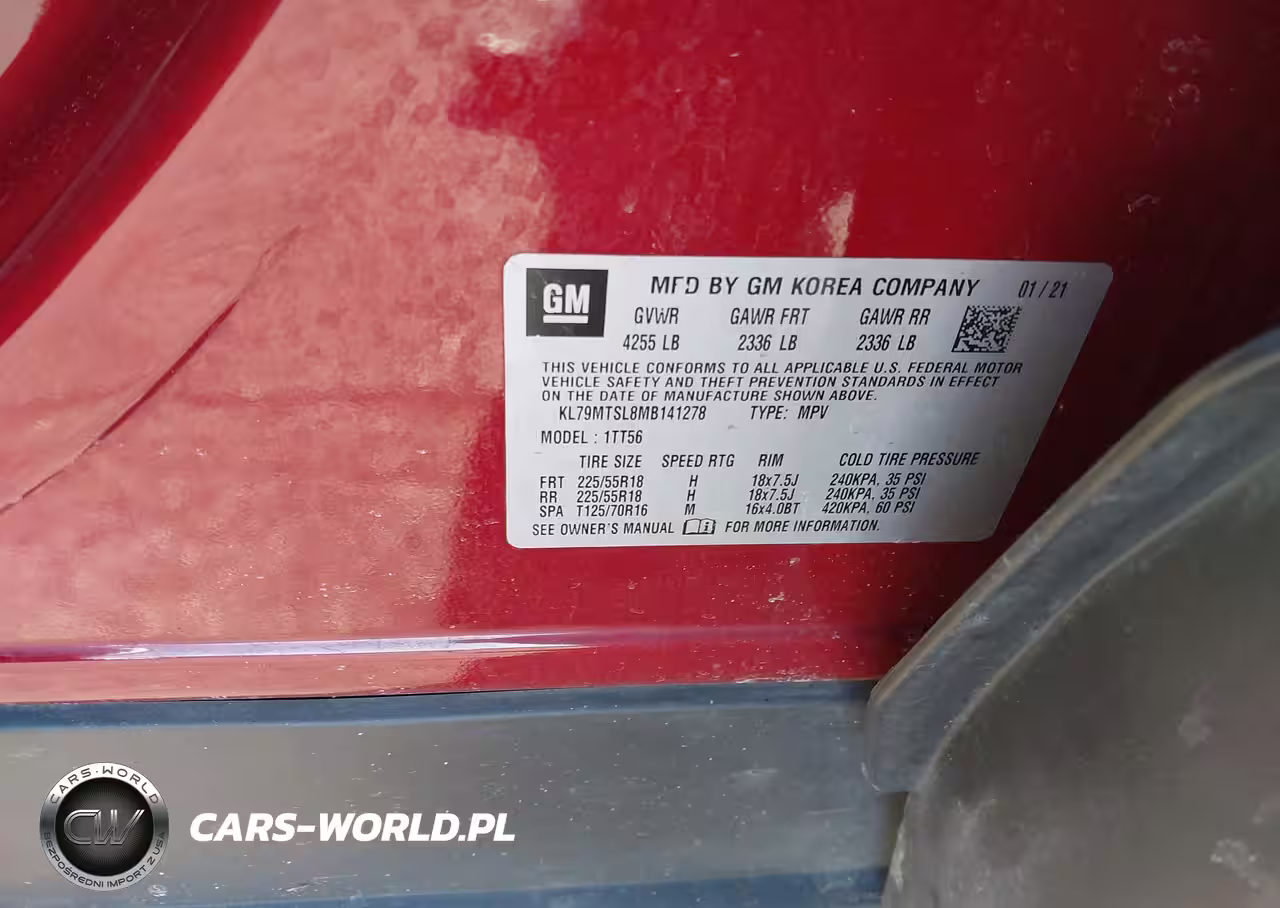 GM
MFD BY GM KOREA COMPANY 01/21
GVWR GAWR FRT GAWR RR
4255 LB 2336 LB 2336 LB
THIS VEHICLE CONFORMS TO ALL APPLICABLE U.S. FEDERAL MOTOR
VEHICLE SAFETY AND THEFT PREVENTION STANDARDS IN EFFECT
ON THE DATE OF MANUFACTURE SHOWN ABOVE.
KL79MTSL8MB141278 TYPE: MPV
MODEL : 1TT56
TIRE SIZE SPEED RTG RIM COLD TIRE PRESSURE
FRT 225/55R18 H 18x7.5J 240KPA, 35 PSI
RR 225/55R18 H 18x7.5J 240KPA, 35 PSI
SPA T125/70R16 M 16x4.0BT 420KPA, 60 PSI
SEE OWNER'S MANUAL FOR MORE INFORMATION.
CARS-WORLD
CW
BEZPOŚREDNI IMPORT Z USA
CARS-WORLD.PL